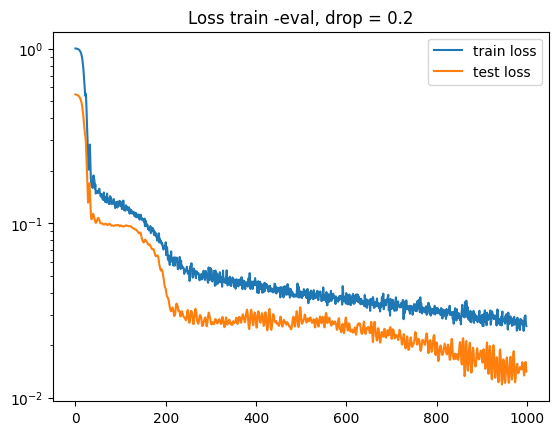 Loss train -eval, drop = 0.2
train loss
test loss
10⁰
10⁻¹
10⁻²
0 200 400 600 800 1000